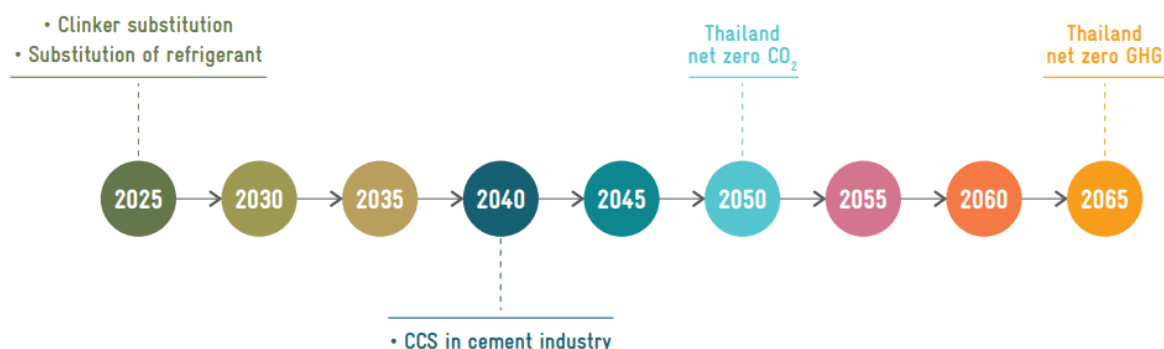 • Clinker substitution
• Substitution of refrigerant
Thailand
net zero CO₂
Thailand
net zero GHG
2025
2030
2035
2040
2045
2050
2055
2060
2065
• CCS in cement industry